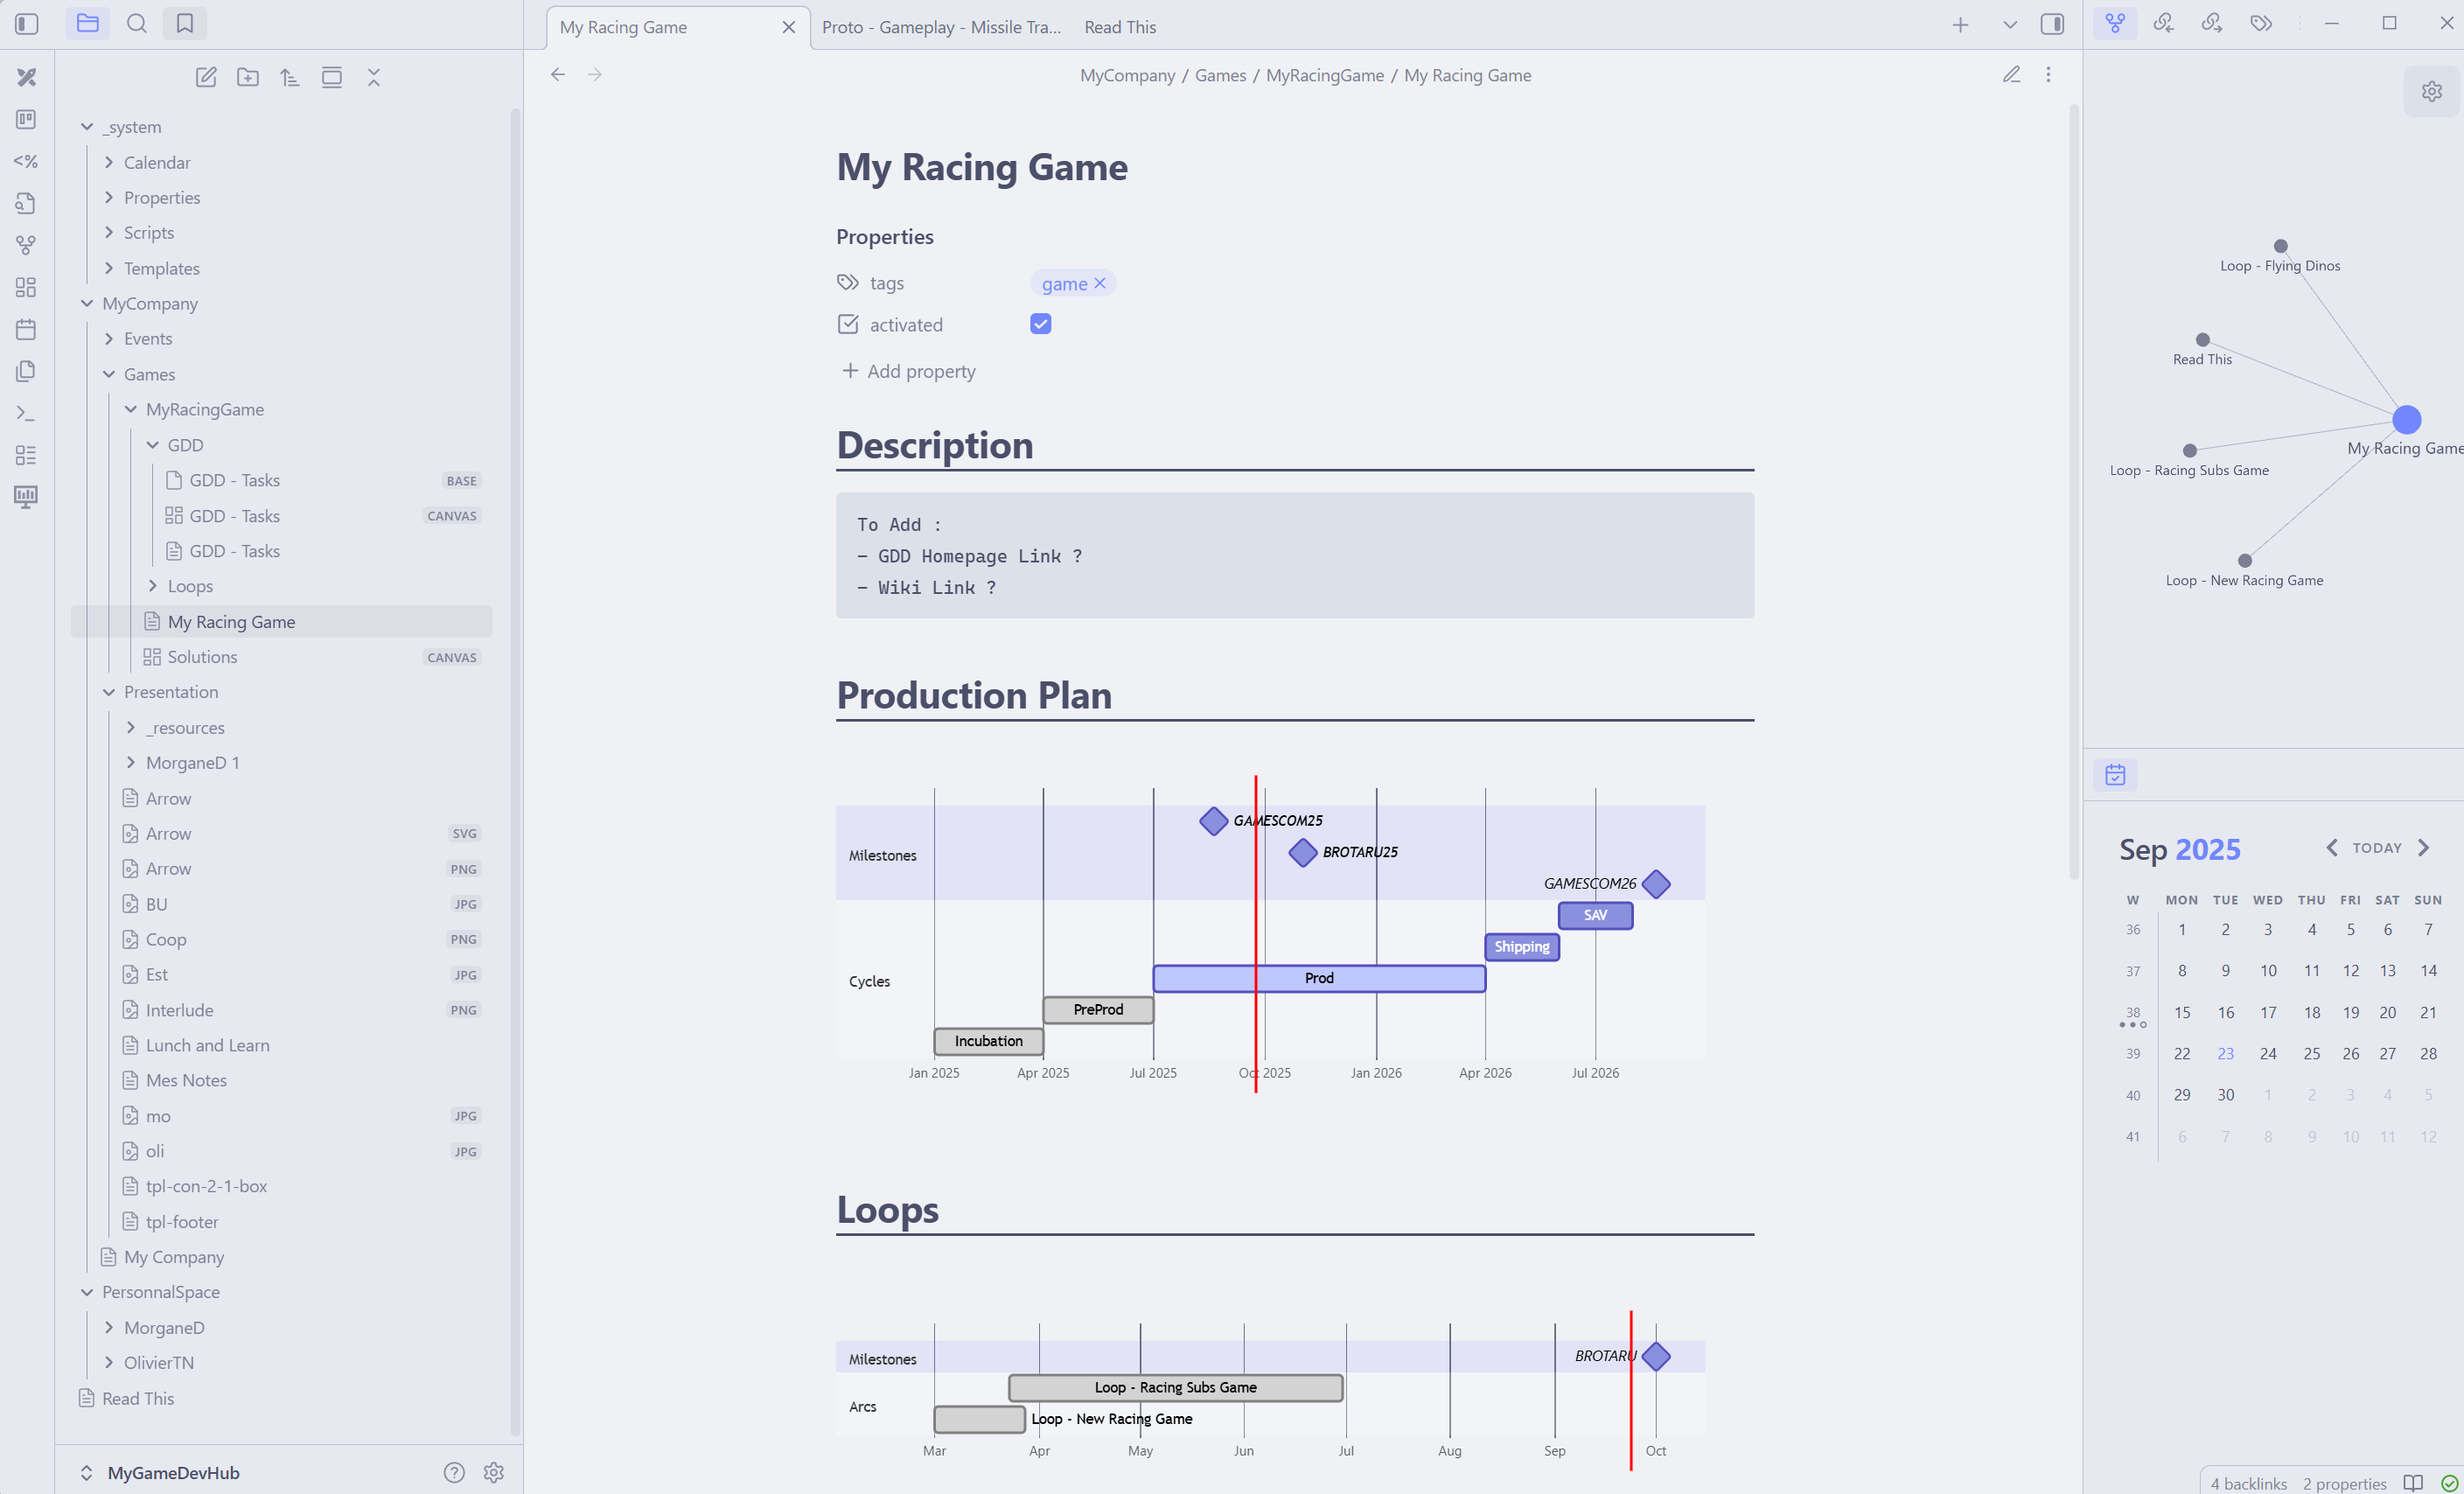 My Racing Game
Proto - Gameplay - Missile Tra...
Read This
_system
Calendar
Properties
Scripts
Templates
MyCompany
Events
Games
MyRacingGame
GDD
GDD - Tasks BASE
GDD - Tasks CANVAS
GDD - Tasks
Loops
My Racing Game
Solutions CANVAS
Presentation
_resources
MorganeD 1
Arrow
Arrow SVG
Arrow PNG
BU JPG
Coop PNG
Est JPG
Interlude PNG
Lunch and Learn
Mes Notes
mo JPG
oli JPG
tpl-con-2-1-box
tpl-footer
My Company
PersonnalSpace
MorganeD
OlivierTN
Read This
MyGameDevHub
MyCompany / Games / MyRacingGame / My Racing Game
My Racing Game
Properties
tags game
activated
Add property
Description
To Add :
- GDD Homepage Link ?
- Wiki Link ?
Production Plan
GAMESCOM25
Milestones
BROTARU25
GAMESCOM26
SAV
Shipping
Cycles
Prod
PreProd
Incubation
Jan 2025 Apr 2025 Jul 2025 Oct 2025 Jan 2026 Apr 2026 Jul 2026
Loops
Milestones BROTARU
Loop - Racing Subs Game
Arcs
Loop - New Racing Game
Mar Apr May Jun Jul Aug Sep Oct
Loop - Flying Dinos
Read This
My Racing Game
Loop - Racing Subs Game
Loop - New Racing Game
Sep 2025 TODAY
W MON TUE WED THU FRI SAT SUN
36 1 2 3 4 5 6 7
37 8 9 10 11 12 13 14
38 15 16 17 18 19 20 21
39 22 23 24 25 26 27 28
40 29 30 1 2 3 4 5
41 6 7 8 9 10 11 12
4 backlinks 2 properties